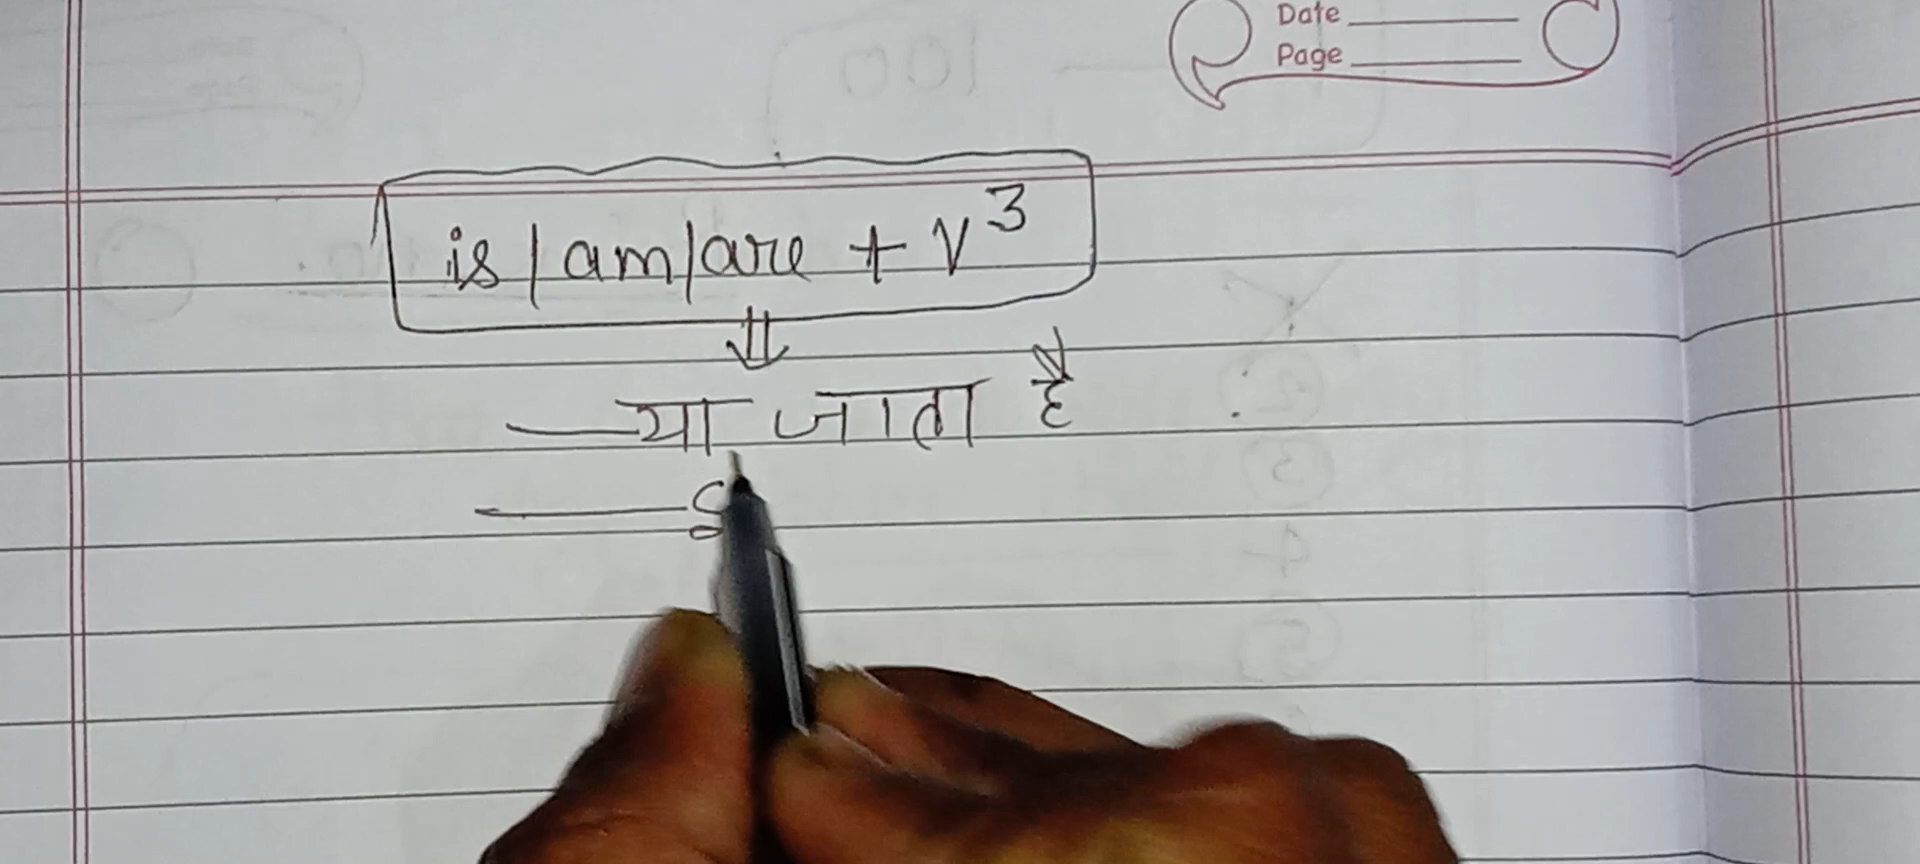 Date
Page
is / am / are + V³
⇓
—या जाता है